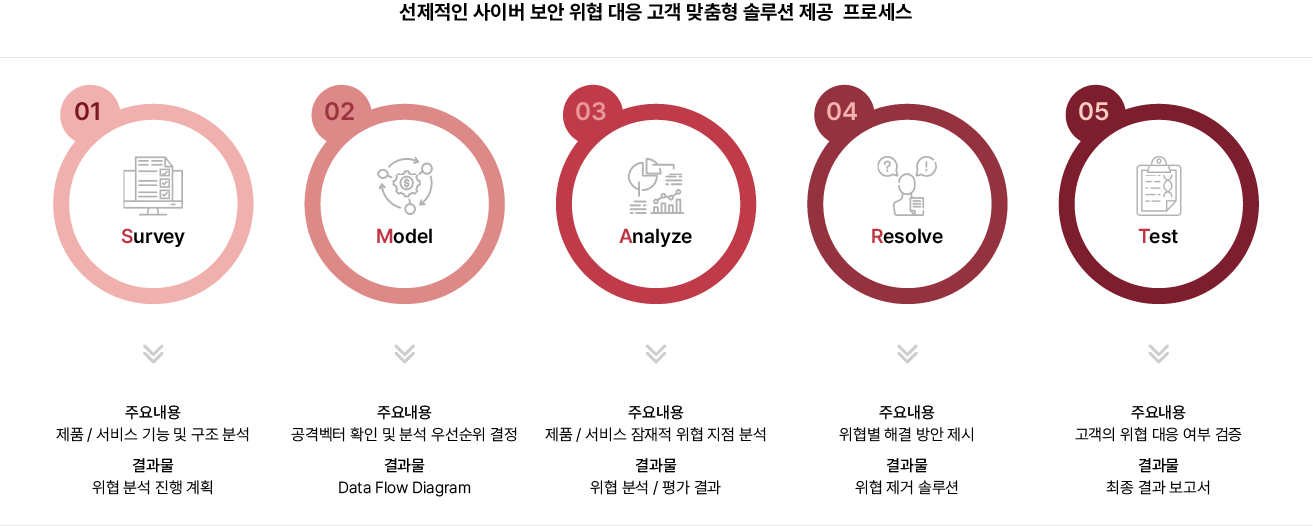 선제적인 사이버 보안 위협 대응 고객 맞춤형 솔루션 제공 프로세스
01
Survey
주요내용
제품 / 서비스 기능 및 구조 분석
결과물
위협 분석 진행 계획
02
Model
주요내용
공격벡터 확인 및 분석 우선순위 결정
결과물
Data Flow Diagram
03
Analyze
주요내용
제품 / 서비스 잠재적 위협 지점 분석
결과물
위협 분석 / 평가 결과
04
Resolve
주요내용
위협별 해결 방안 제시
결과물
위협 제거 솔루션
05
Test
주요내용
고객의 위협 대응 여부 검증
결과물
최종 결과 보고서